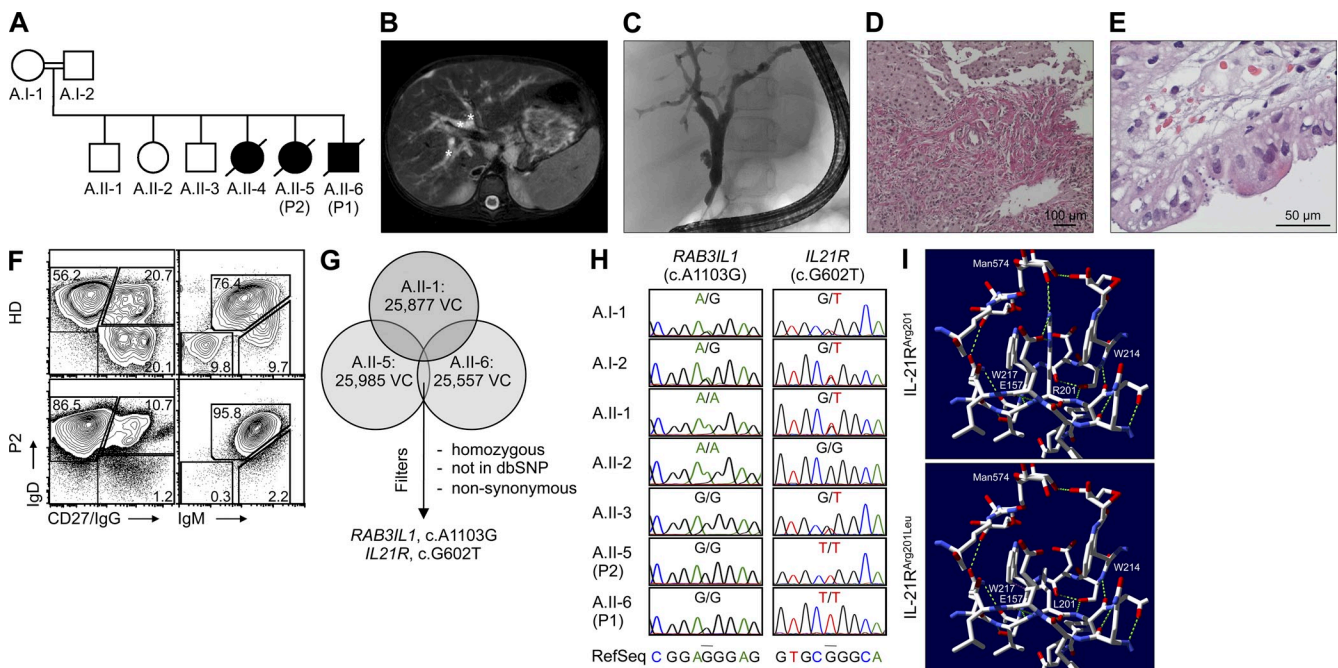 A
A.I-1 A.I-2
A.II-1 A.II-2 A.II-3 A.II-4 A.II-5 A.II-6
(P2) (P1)
B
*
*
*
C
D
100 µm
E
50 µm
F
HD
56.2 20.7
20.1
76.4
9.8 9.7
P2
86.5 10.7
1.2
95.8
0.3 2.2
IgD
CD27/IgG IgM
G
A.II-1:
25,877 VC
A.II-5: A.II-6:
25,985 VC 25,557 VC
Filters
- homozygous
- not in dbSNP
- non-synonymous
RAB3IL1, c.A1103G
IL21R, c.G602T
H
RAB3IL1 IL21R
(c.A1103G) (c.G602T)
A.I-1 A/G G/T
A.I-2 A/G G/T
A.II-1 A/A G/T
A.II-2 A/A G/G
A.II-3 G/G G/T
A.II-5 G/G T/T
(P2)
A.II-6 G/G T/T
(P1)
RefSeq C GGAGGGAG G T GCGGGCA
I
IL-21R Arg201
Man574
W214
W217
E157 R201
IL-21R Arg201Leu
Man574
W214
W217
E157 L201